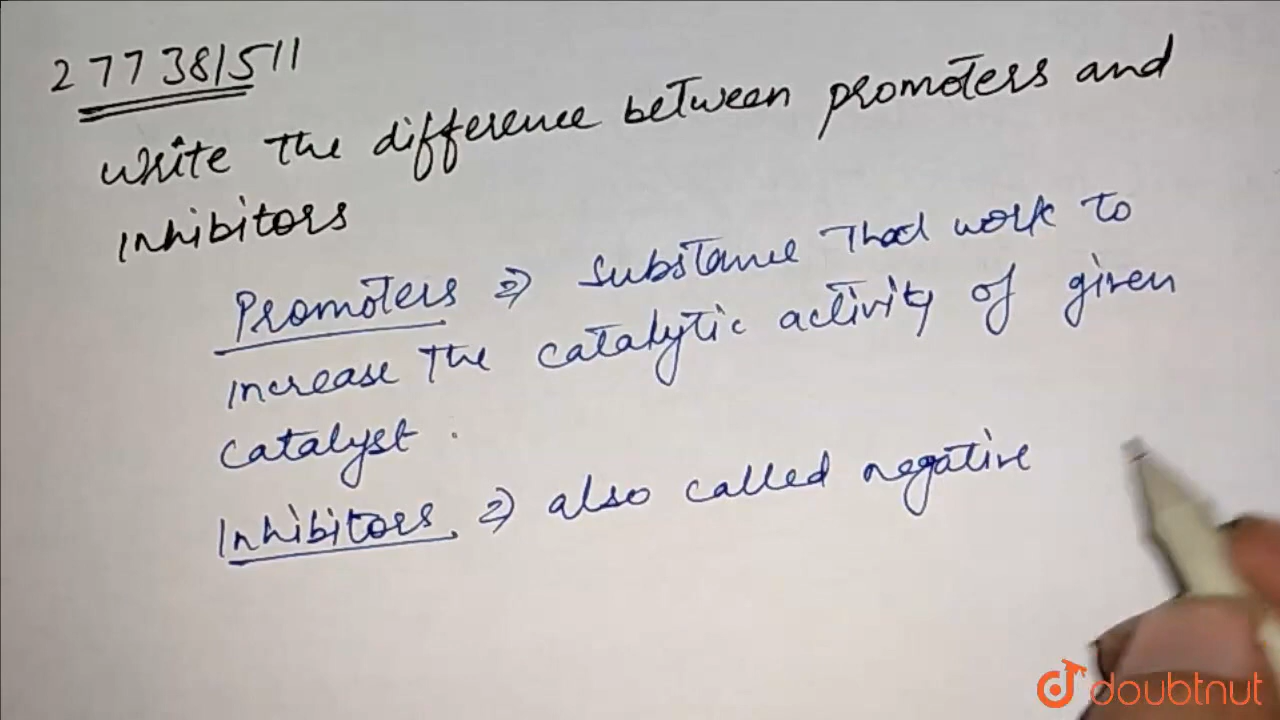 277381511
write the difference between promoters and
inhibitors
Promoters ⇒ substance that work to
increase the catalytic activity of given
catalyst.
Inhibitors ⇒ also called negative
doubtnut